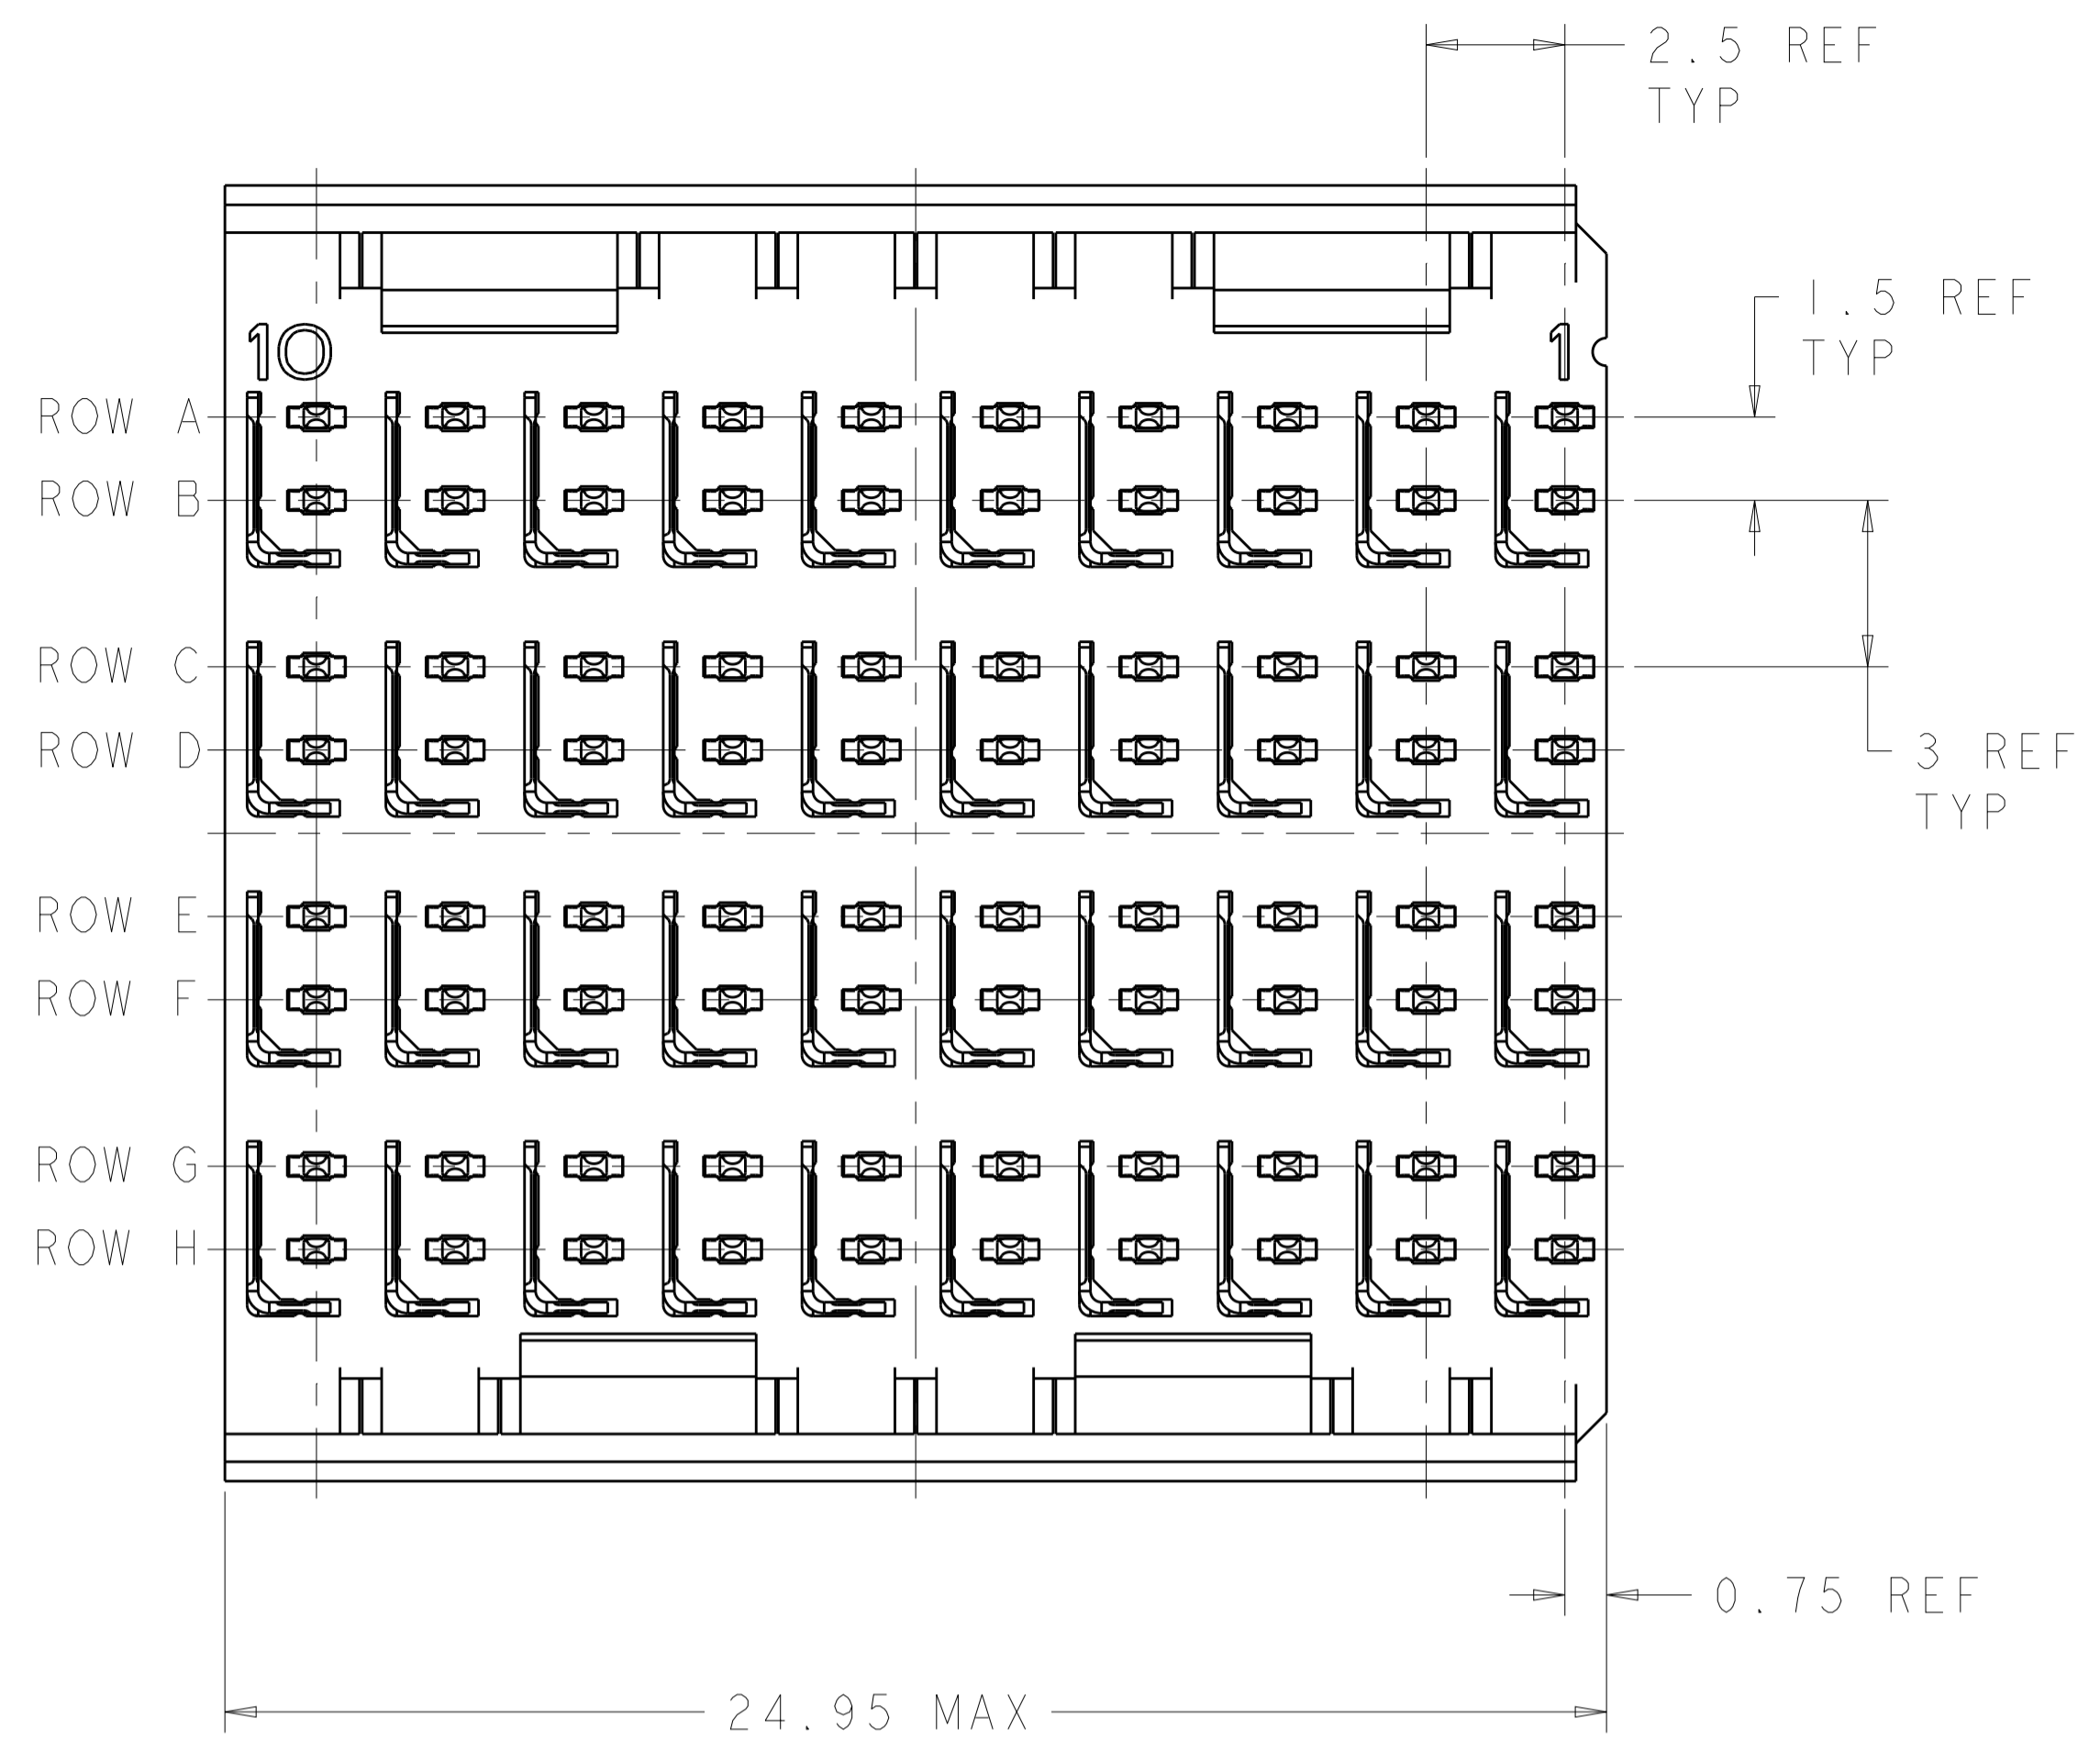 2.5 REF
TYP
1.5 REF
TYP
10
1
ROW A
ROW B
ROW C
ROW D
3 REF
TYP
ROW E
ROW F
ROW G
ROW H
0.75 REF
24.95 MAX